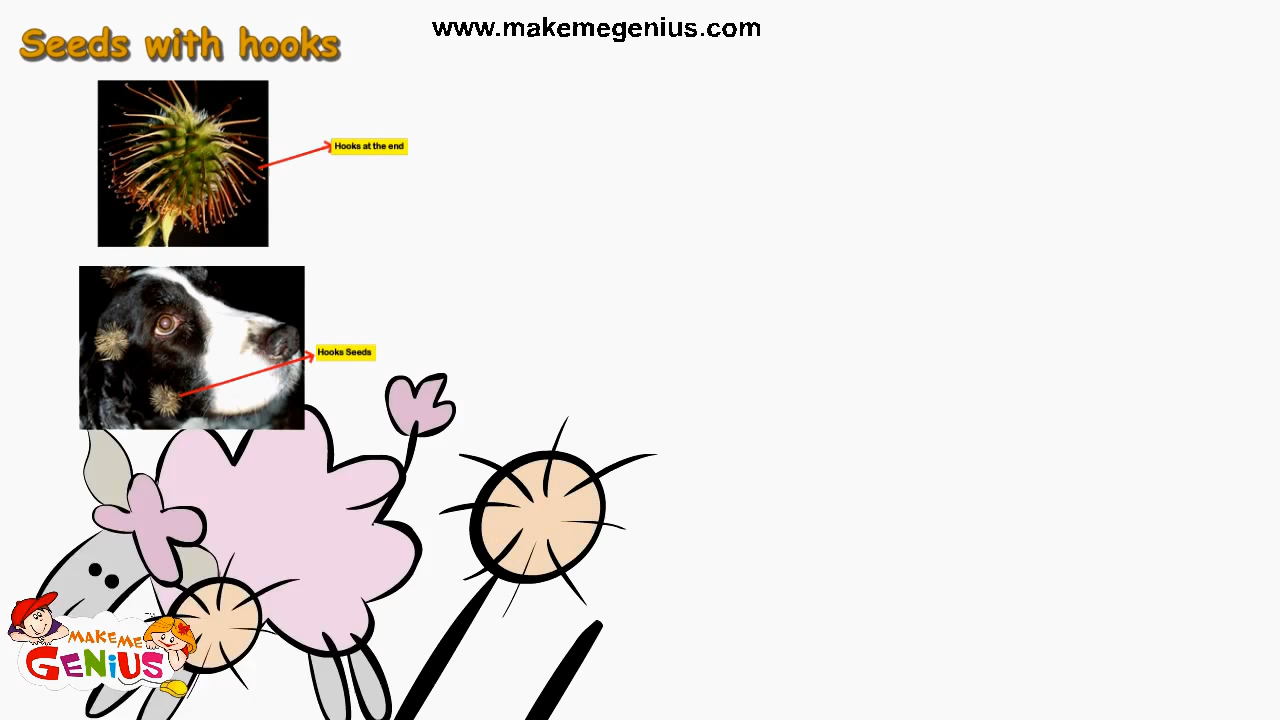 Seeds with hooks
www.makemegenius.com
Hooks at the end
Hooks Seeds
MAKE ME
GENiUS